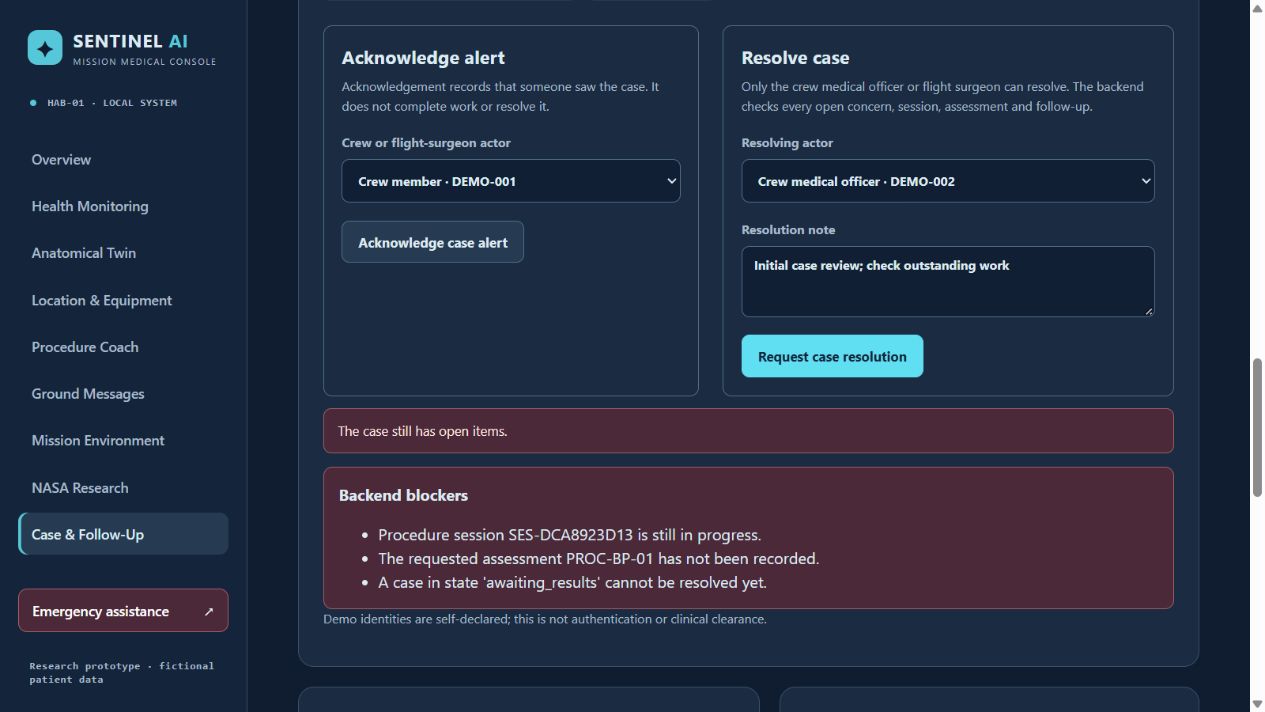 SENTINEL AI
MISSION MEDICAL CONSOLE
HAB-01 · LOCAL SYSTEM
Overview
Health Monitoring
Anatomical Twin
Location & Equipment
Procedure Coach
Ground Messages
Mission Environment
NASA Research
Case & Follow-Up
Emergency assistance ↗
Research prototype · fictional
patient data
Acknowledge alert
Acknowledgement records that someone saw the case. It
does not complete work or resolve it.
Crew or flight-surgeon actor
Crew member · DEMO-001
Acknowledge case alert
Resolve case
Only the crew medical officer or flight surgeon can resolve. The backend
checks every open concern, session, assessment and follow-up.
Resolving actor
Crew medical officer · DEMO-002
Resolution note
Initial case review; check outstanding work
Request case resolution
The case still has open items.
Backend blockers
• Procedure session SES-DCA8923D13 is still in progress.
• The requested assessment PROC-BP-01 has not been recorded.
• A case in state 'awaiting_results' cannot be resolved yet.
Demo identities are self-declared; this is not authentication or clinical clearance.